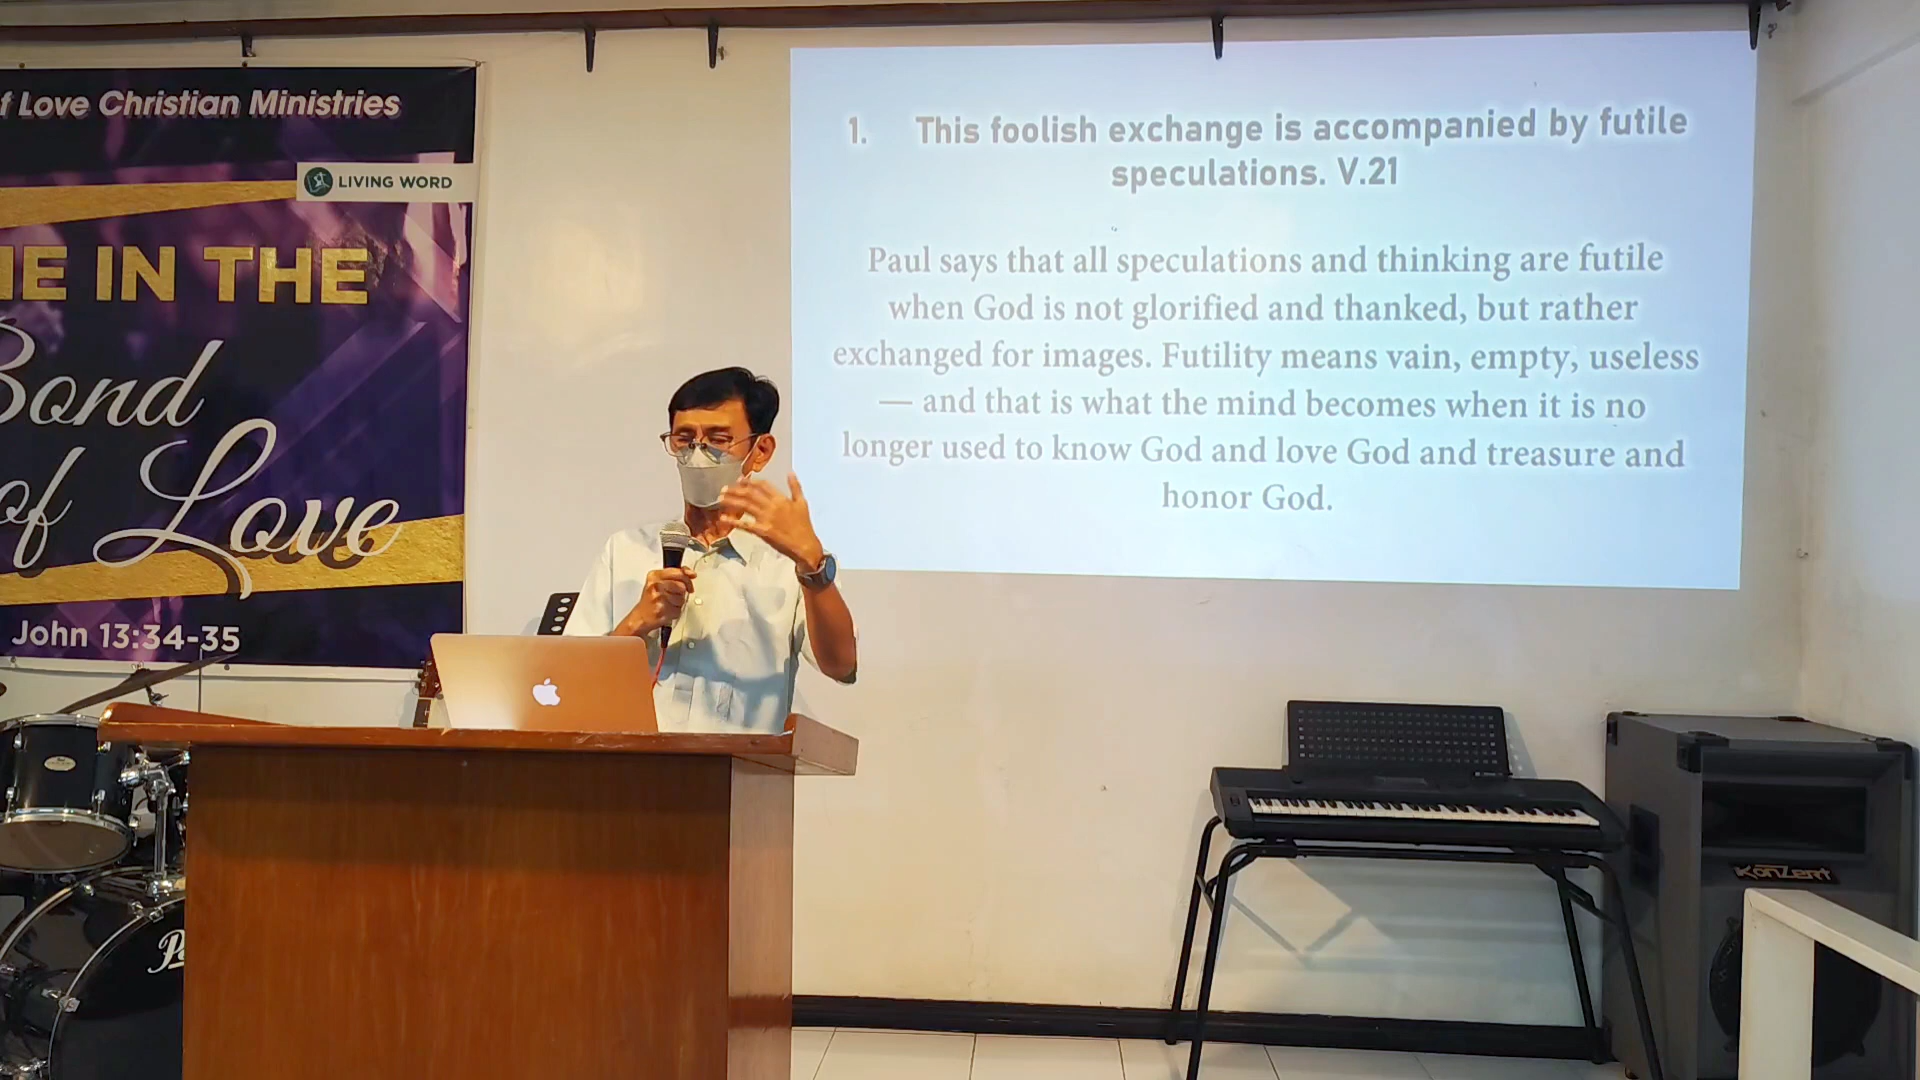 f Love Christian Ministries
LIVING WORD
IN THE
Bond
of Love
John 13:34-35
1. This foolish exchange is accompanied by futile
speculations. V.21
Paul says that all speculations and thinking are futile
when God is not glorified and thanked, but rather
exchanged for images. Futility means vain, empty, useless
— and that is what the mind becomes when it is no
longer used to know God and love God and treasure and
honor God.
KonZert